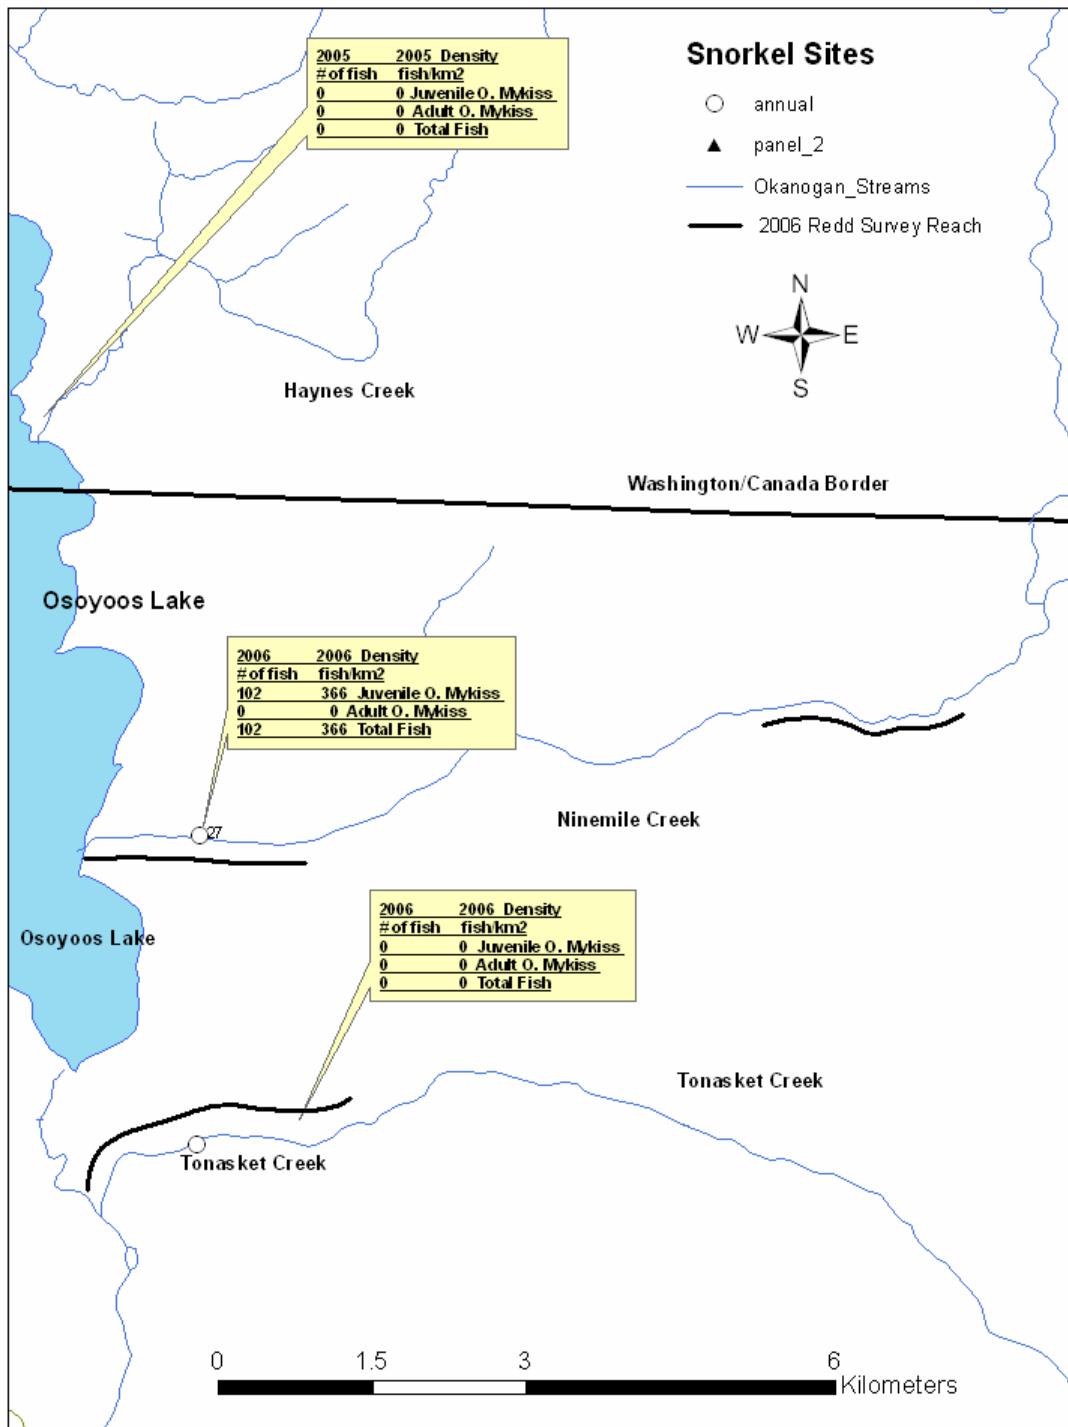 2005 2005 Density
# of fish fish/km2
0 0 Juvenile O. Mykiss
0 0 Adult O. Mykiss
0 0 Total Fish
Snorkel Sites
annual
panel_2
Okanogan_Streams
2006 Redd Survey Reach
N
W E
S
Haynes Creek
Washington/Canada Border
Osoyoos Lake
2006 2006 Density
# of fish fish/km2
102 366 Juvenile O. Mykiss
0 0 Adult O. Mykiss
102 366 Total Fish
27
Ninemile Creek
2006 2006 Density
# of fish fish/km2
0 0 Juvenile O. Mykiss
0 0 Adult O. Mykiss
0 0 Total Fish
Osoyoos Lake
Tonasket Creek
Tonasket Creek
0 1.5 3 6
Kilometers